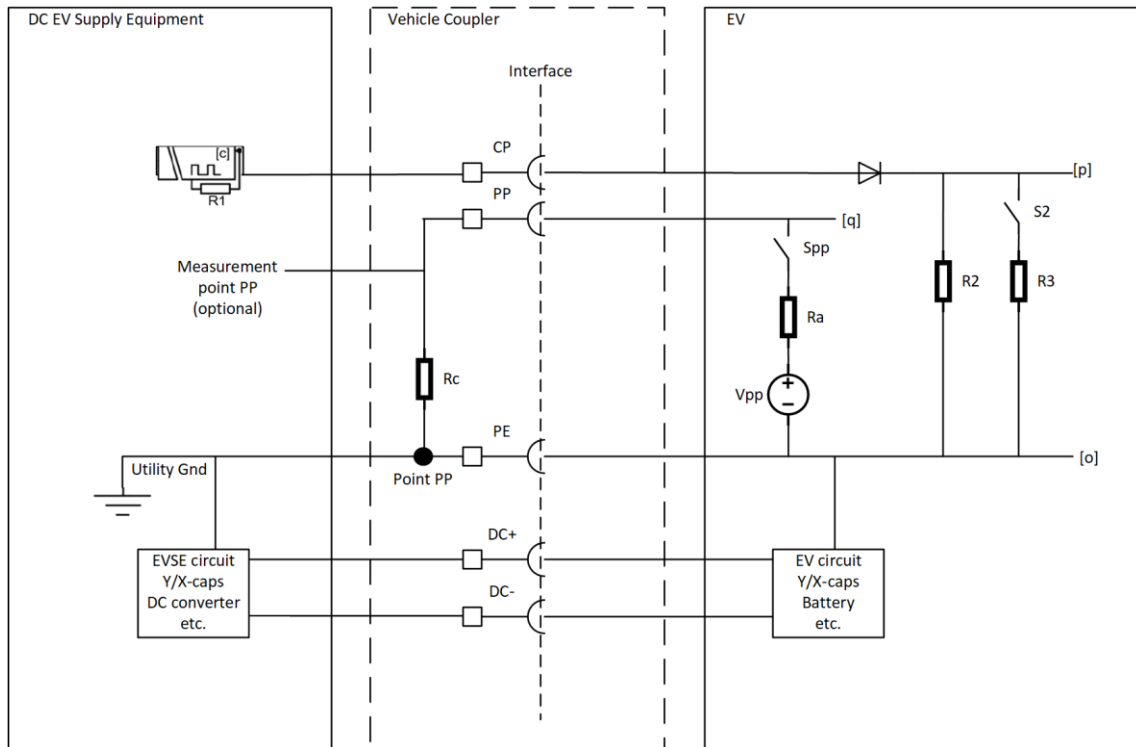 DC EV Supply Equipment
Vehicle Coupler
EV
Interface
[c]
R1
CP
[p]
PP
[q]
S2
Spp
Measurement
point PP
(optional)
R2
R3
Ra
Rc
Vpp
PE
Utility Gnd
Point PP
[o]
DC+
EVSE circuit
Y/X-caps
DC converter
etc.
EV circuit
Y/X-caps
Battery
etc.
DC-